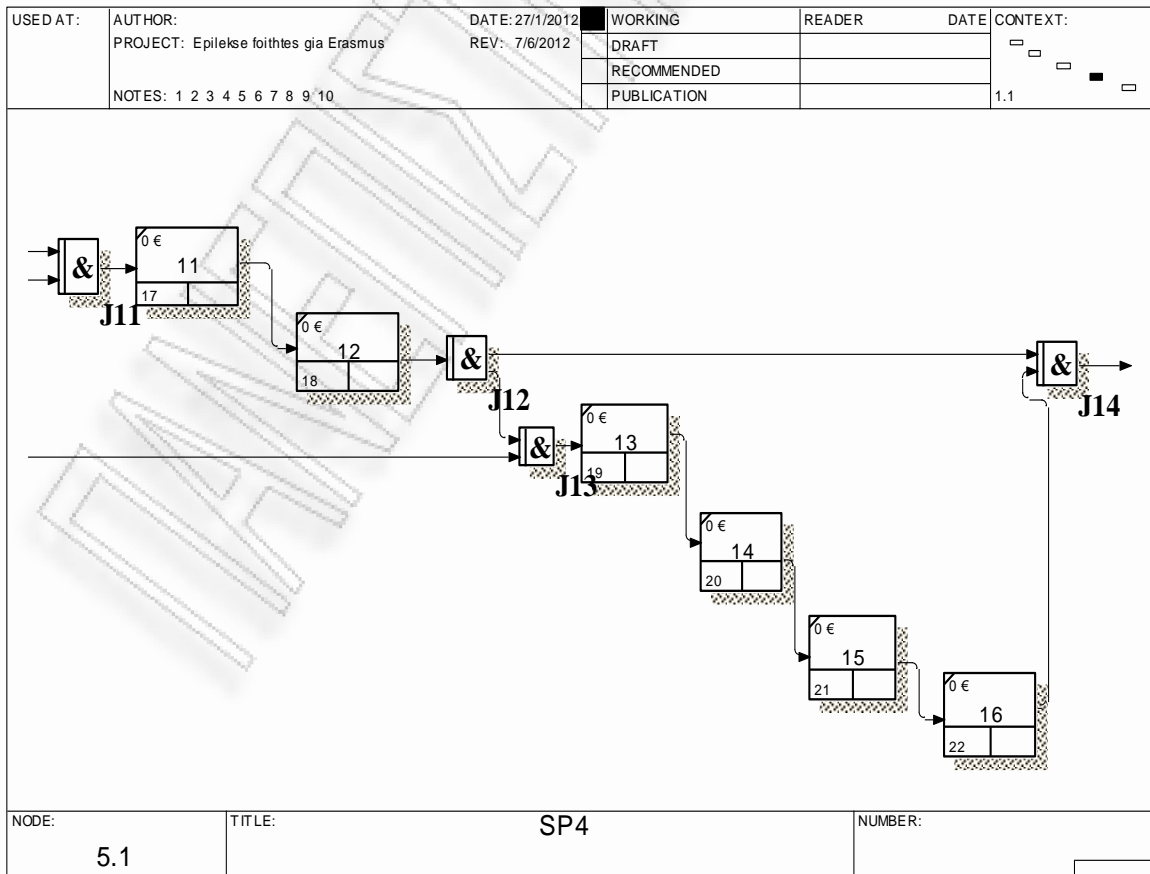 USED AT:
AUTHOR:
DATE: 27/1/2012
WORKING
READER
DATE
CONTEXT:
PROJECT: Epilekse foithtes gia Erasmus
REV: 7/6/2012
DRAFT
RECOMMENDED
NOTES: 1 2 3 4 5 6 7 8 9 10
PUBLICATION
1.1
&
0 €
11
17
J11
0 €
12
18
&
J12
&
J13
0 €
13
19
&
J14
0 €
14
20
0 €
15
21
0 €
16
22
NODE:
TITLE:
SP4
NUMBER:
5.1